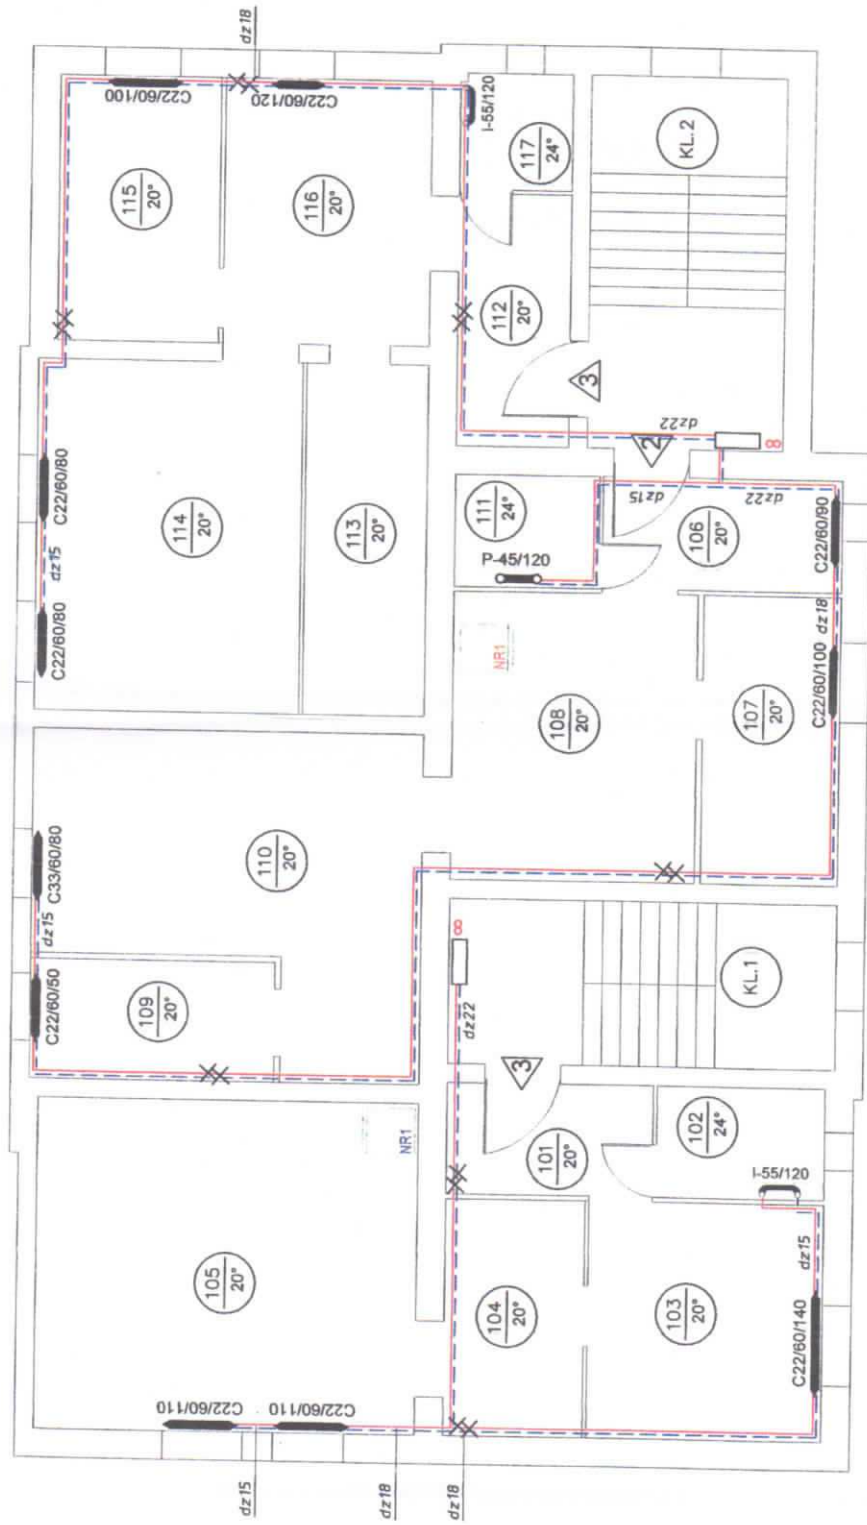 dz18
C22/60/100
C22/60/120
I-55/120
115
20°
116
20°
117
24°
KL.2
112
20°
3
dz22
2
8
C22/60/80
dz15
C22/60/80
114
20°
113
20°
111
24°
P-45/120
dz15
dz22
106
20°
C22/60/90
dz18
C22/60/100
NR1
108
20°
107
20°
C33/60/80
dz15
C22/60/50
110
20°
109
20°
8
dz22
KL.1
3
NR1
101
20°
102
24°
I-55/120
dz15
105
20°
104
20°
103
20°
C22/60/140
C22/60/110
C22/60/110
dz15
dz18
dz18